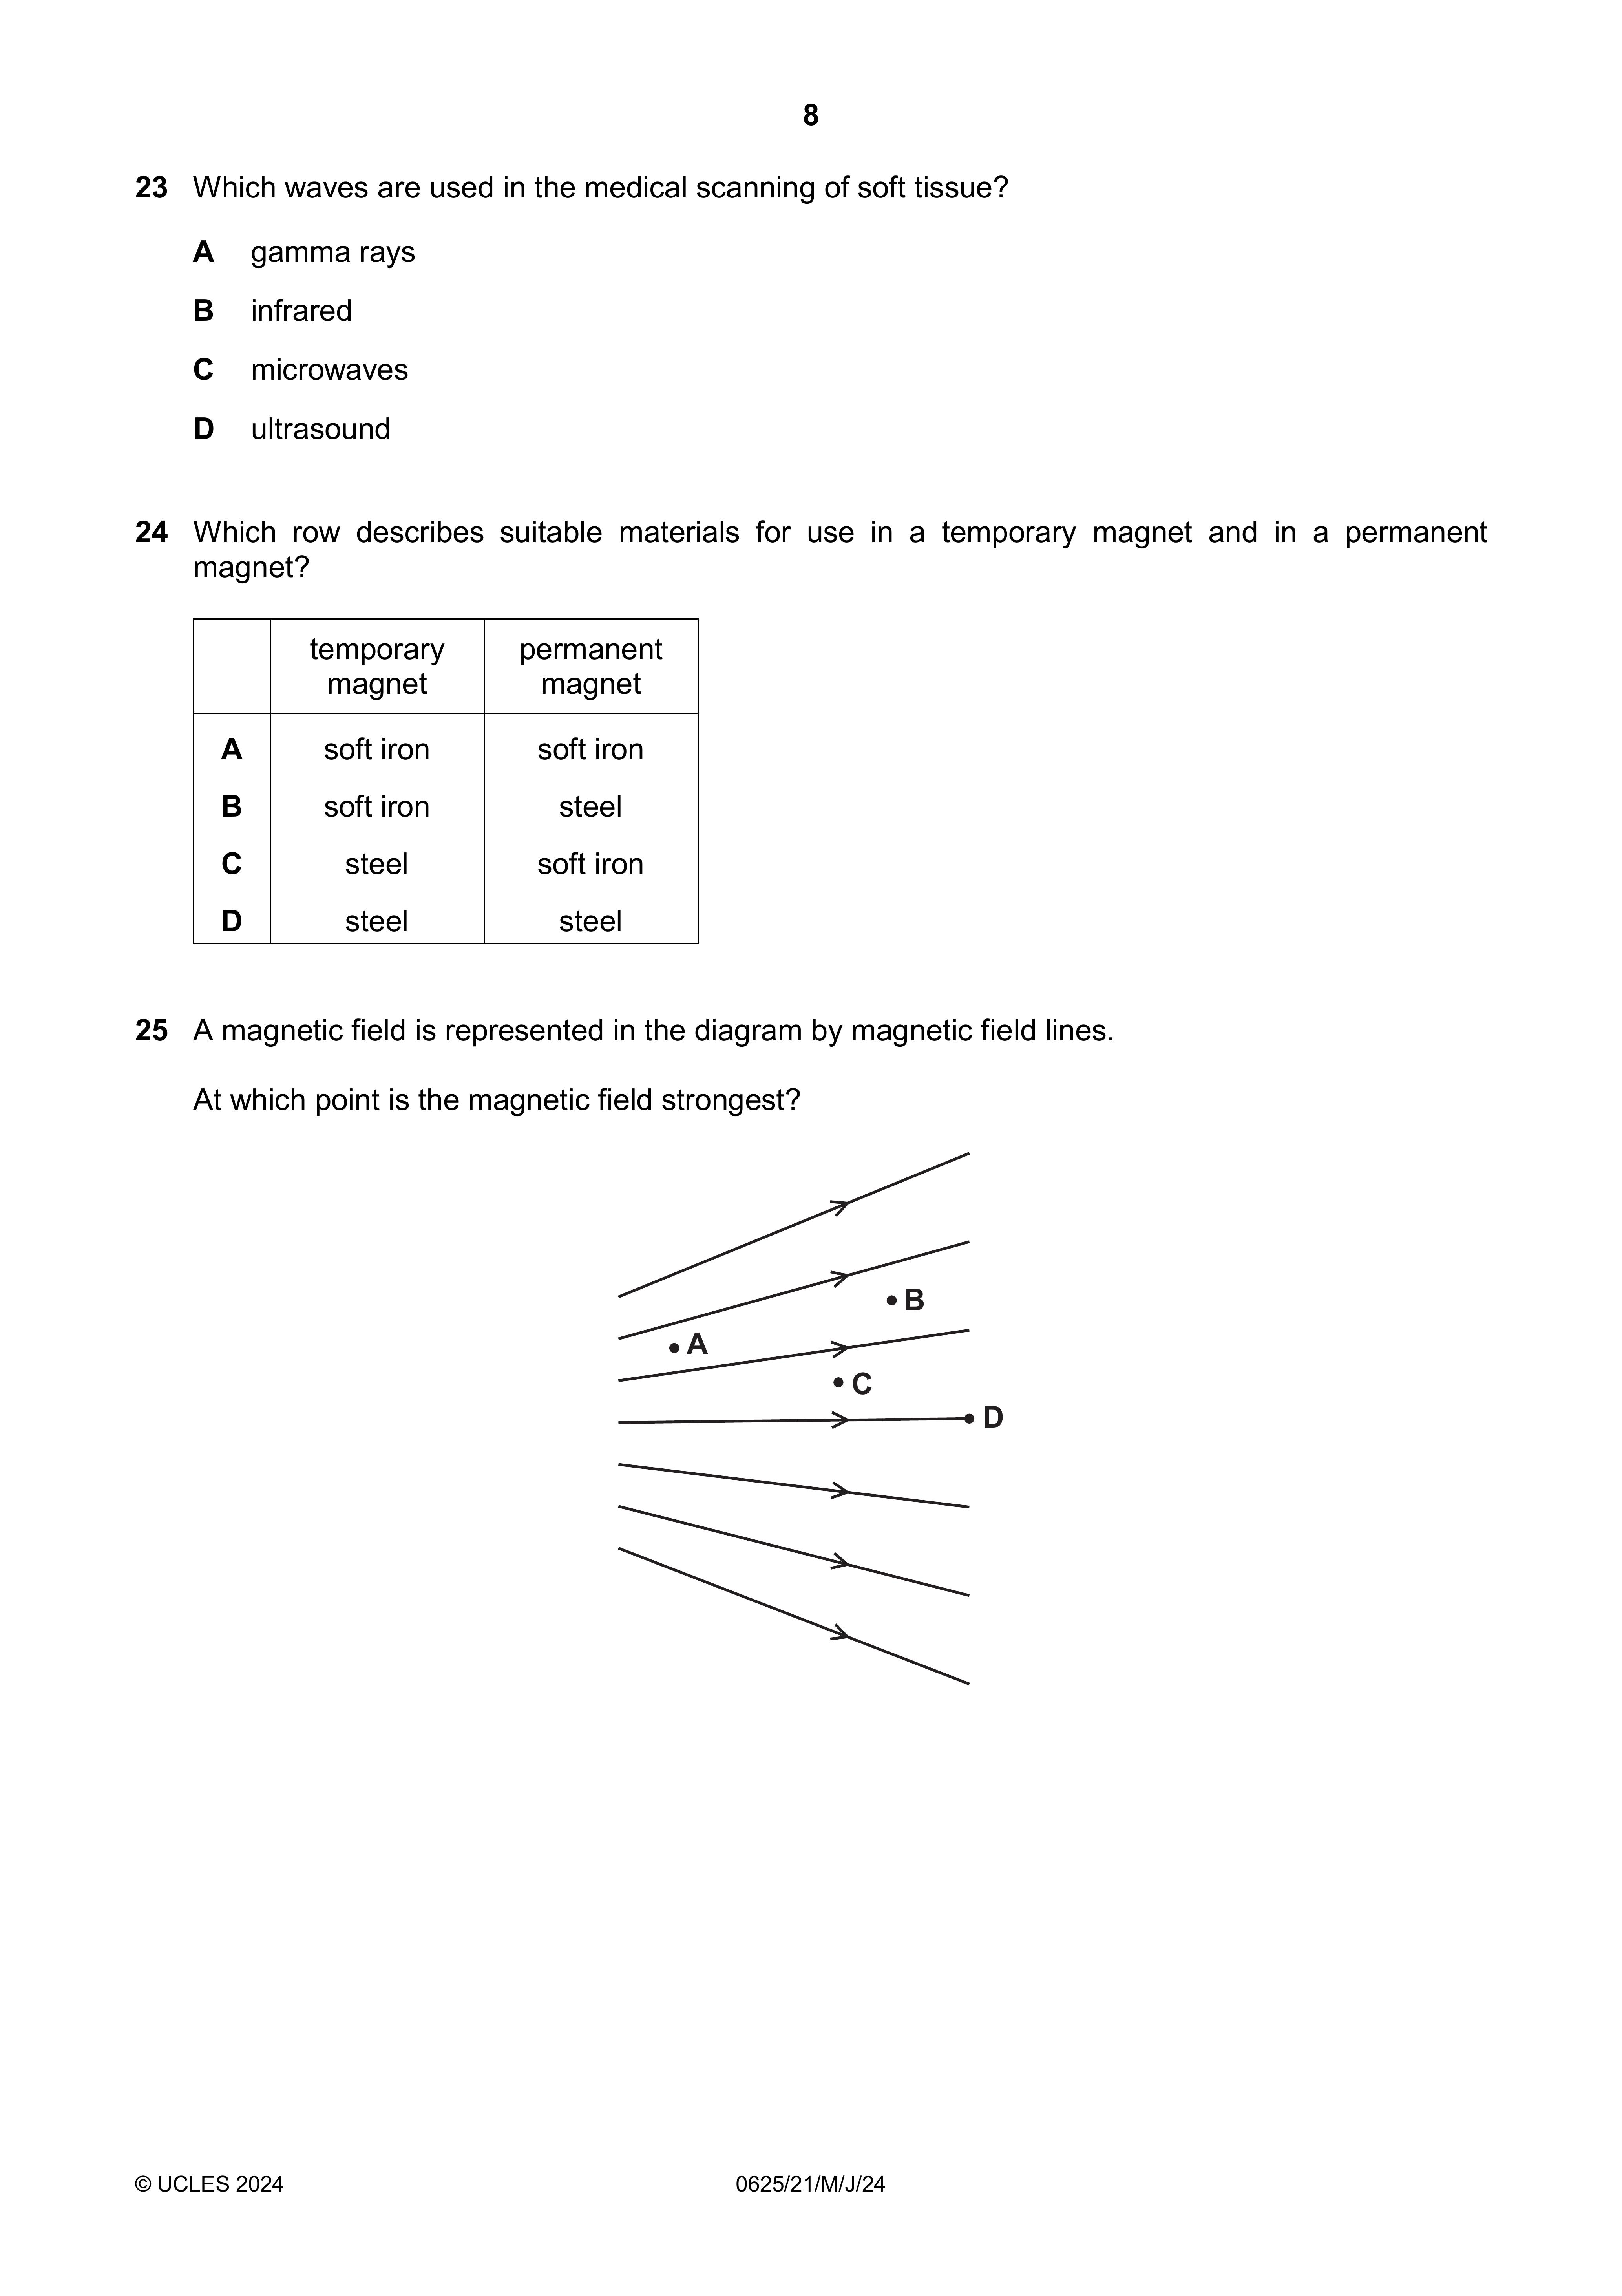 8
23 Which waves are used in the medical scanning of soft tissue?
A gamma rays
B infrared
C microwaves
D ultrasound
24 Which row describes suitable materials for use in a temporary magnet and in a permanent
magnet?
temporary magnet permanent magnet
A soft iron soft iron
B soft iron steel
C steel soft iron
D steel steel
25 A magnetic field is represented in the diagram by magnetic field lines.
At which point is the magnetic field strongest?
B
A
C
D
© UCLES 2024 0625/21/M/J/24